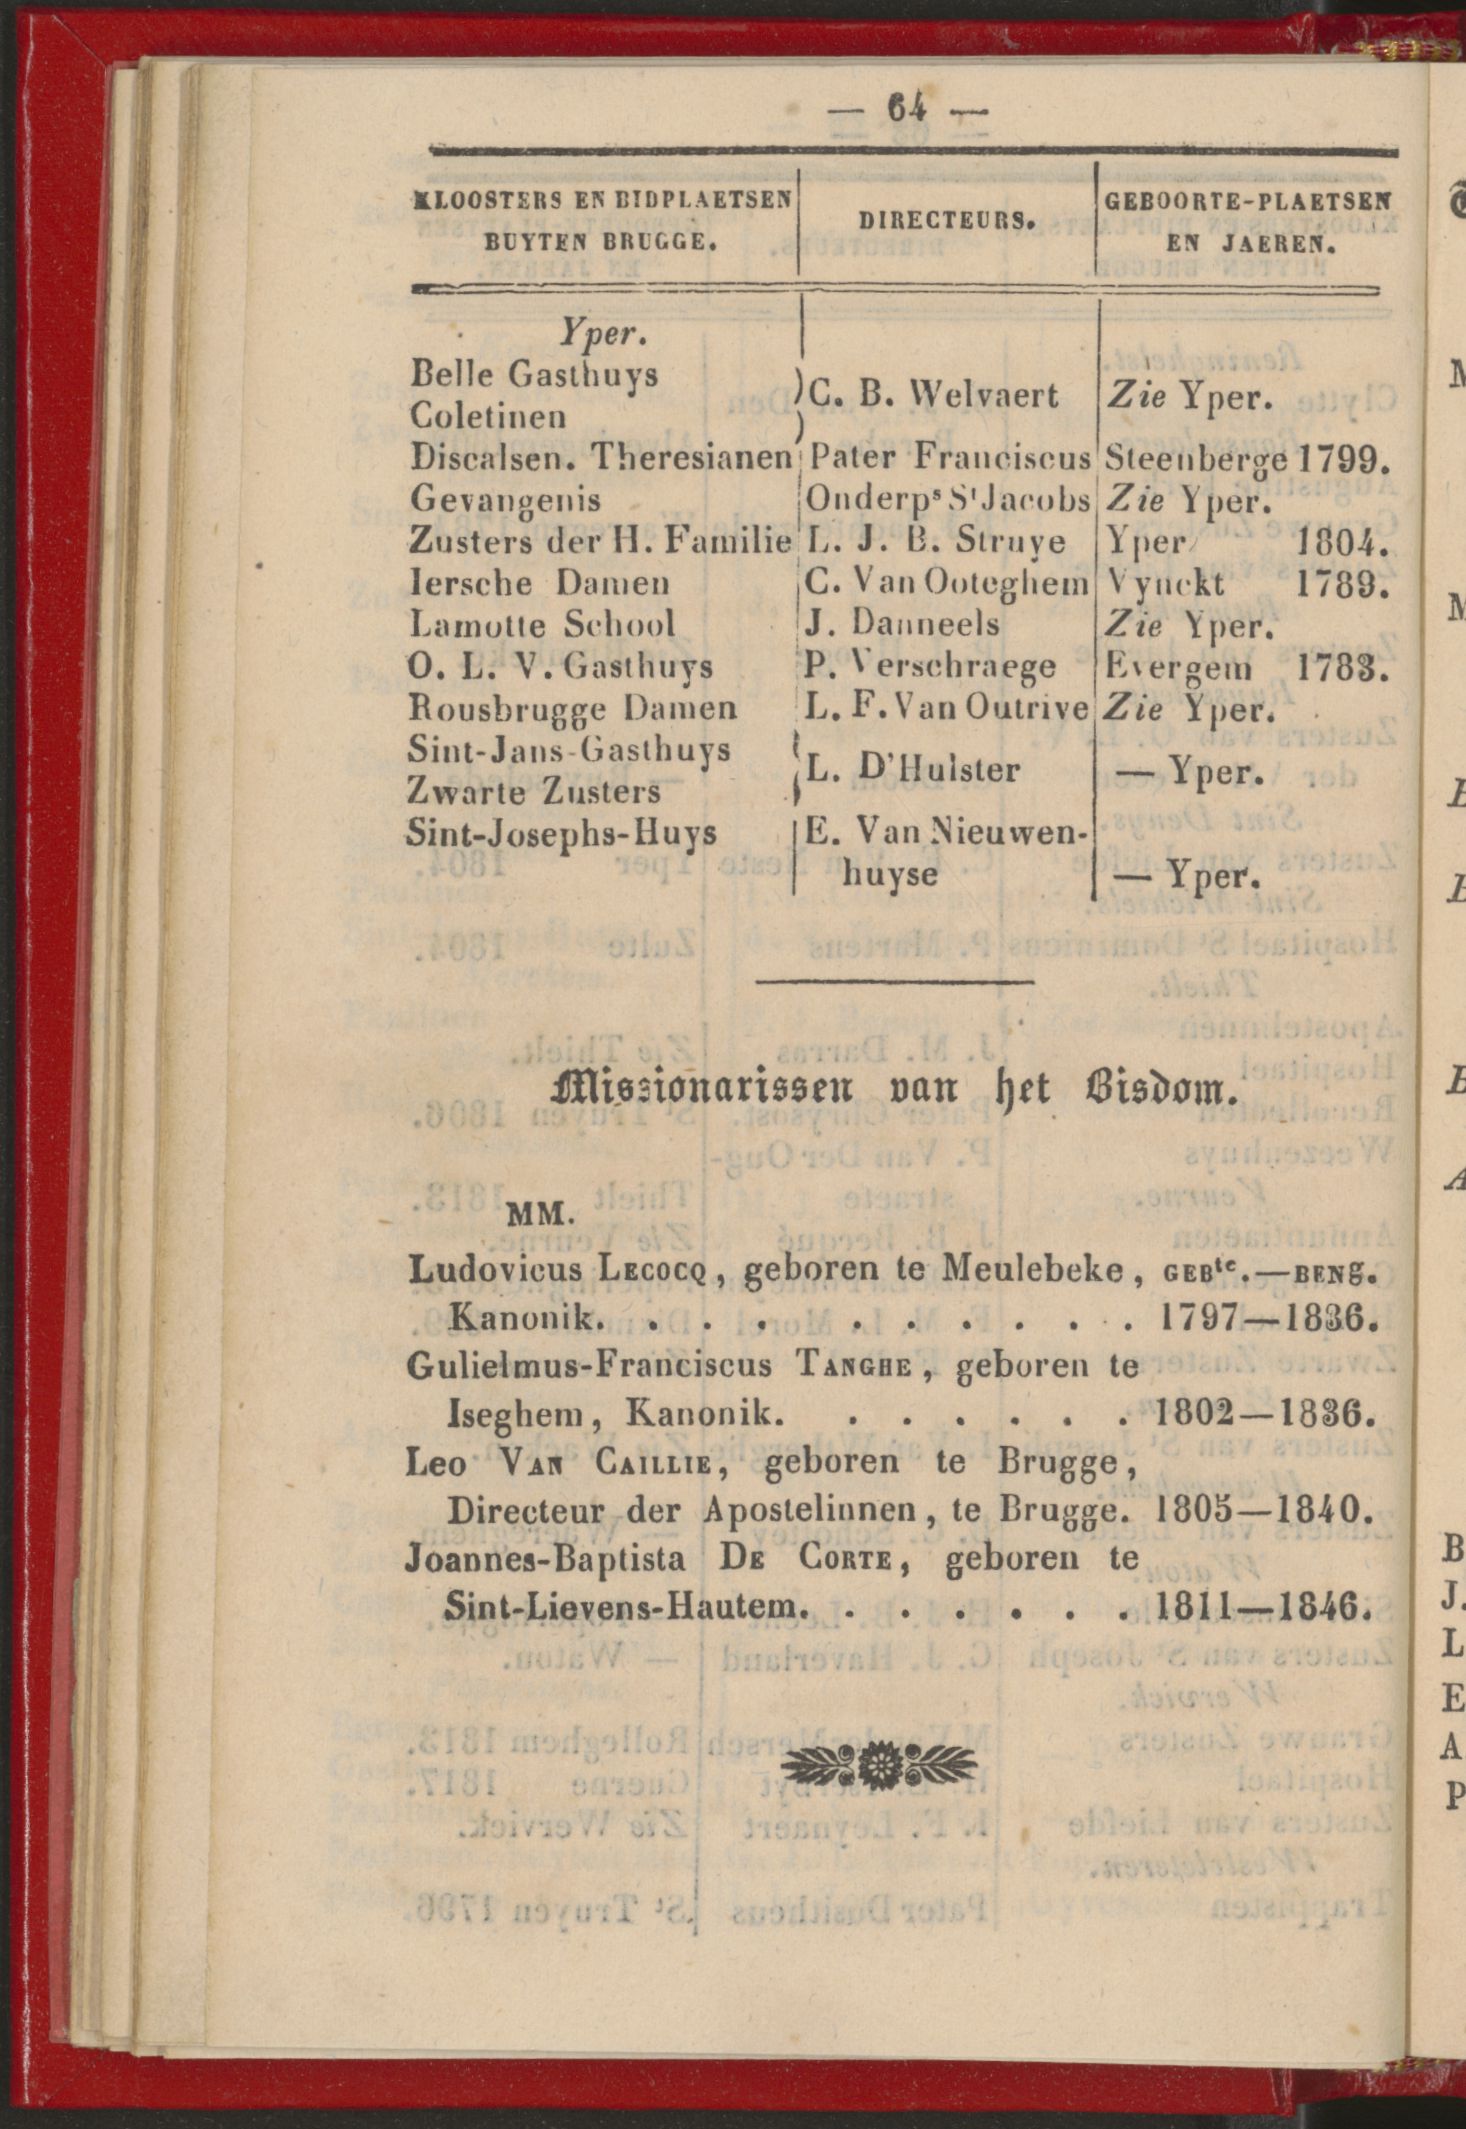 — 64 —
KLOOSTERS EN BIDPLAETSEN BUYTEN BRUGGE. DIRECTEURS. GEBOORTE-PLAETSEN EN JAEREN.
Yper.
Belle Gasthuys
Coletinen
C. B. Welvaert Zie Yper.
Discalsen. Theresianen Pater Franciscus Steenberge 1799.
Gevangenis Onderpˢ Sᵗ Jacobs Zie Yper.
Zusters der H. Familie L. J. B. Struye Yper 1804.
Iersche Damen C. Van Ooteghem Vynckt 1789.
Lamotte School J. Danneels Zie Yper.
O. L. V. Gasthuys P. Verschraege Evergem 1783.
Rousbrugge Damen L. F. Van Outrive Zie Yper.
Sint-Jans-Gasthuys
Zwarte Zusters
L. D'Hulster — Yper.
Sint-Josephs-Huys E. Van Nieuwen-
huyse — Yper.
Missionarissen van het Bisdom.
MM.
Ludovicus LECOCQ, geboren te Meulebeke, GEBᵗᵉ.—BENG.
Kanonik. . . . . . . . . . 1797—1836.
Gulielmus-Franciscus TANGHE, geboren te
Iseghem, Kanonik. . . . . . . 1802—1836.
Leo VAN CAILLIE, geboren te Brugge,
Directeur der Apostelinnen, te Brugge. 1805—1840.
Joannes-Baptista DE CORTE, geboren te
Sint-Lievens-Hautem. . . . . . . 1811—1846.